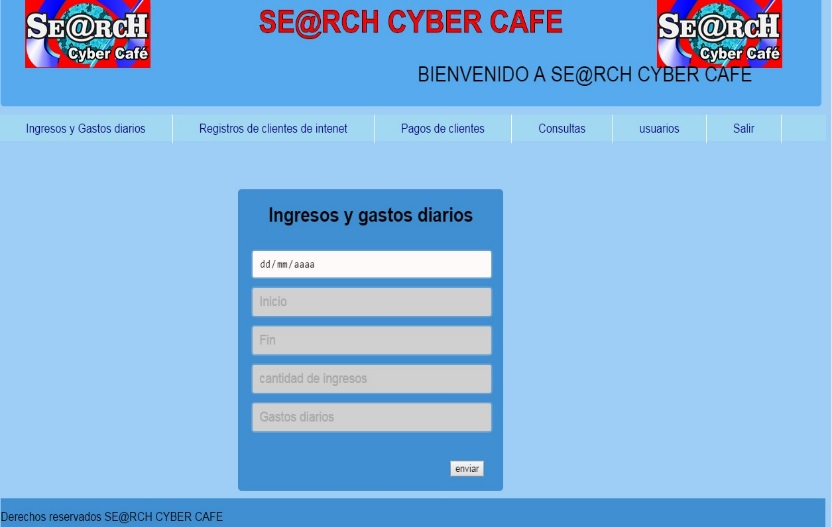 SE@RCH
Cyber Café
SE@RCH CYBER CAFE
SE@RCH
Cyber Café
BIENVENIDO A SE@RCH CYBER CAFE
Ingresos y Gastos diarios Registros de clientes de intenet Pagos de clientes Consultas usuarios Salir
Ingresos y gastos diarios
dd/mm/aaaa
Inicio
Fin
cantidad de ingresos
Gastos diarios
enviar
Derechos reservados SE@RCH CYBER CAFE